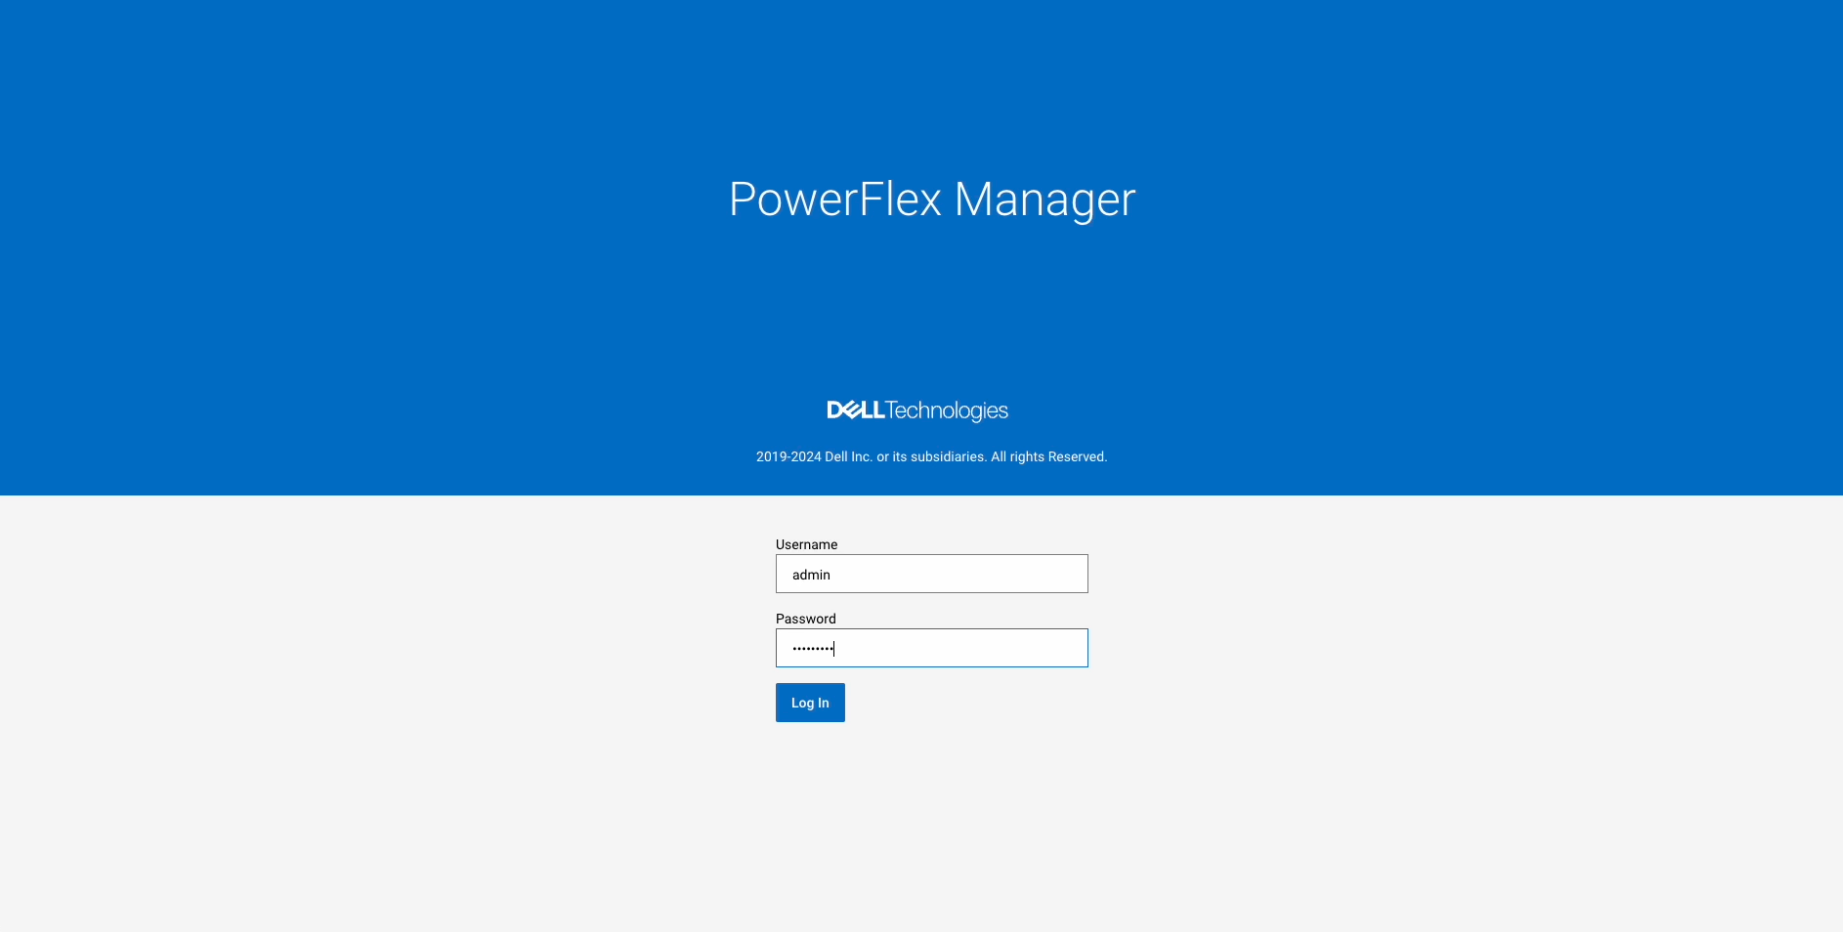 PowerFlex Manager
DELLTechnologies
2019-2024 Dell Inc. or its subsidiaries. All rights Reserved.
Username
admin
Password
•••••••••
Log In